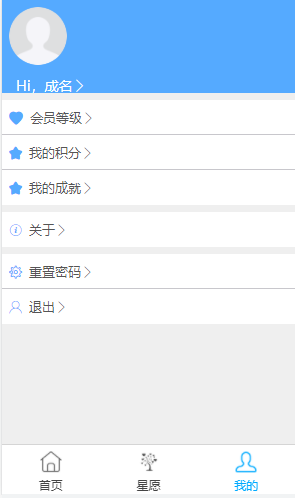 Hi，成名
会员等级
我的积分
我的成就
关于
重置密码
退出
首页 星愿 我的